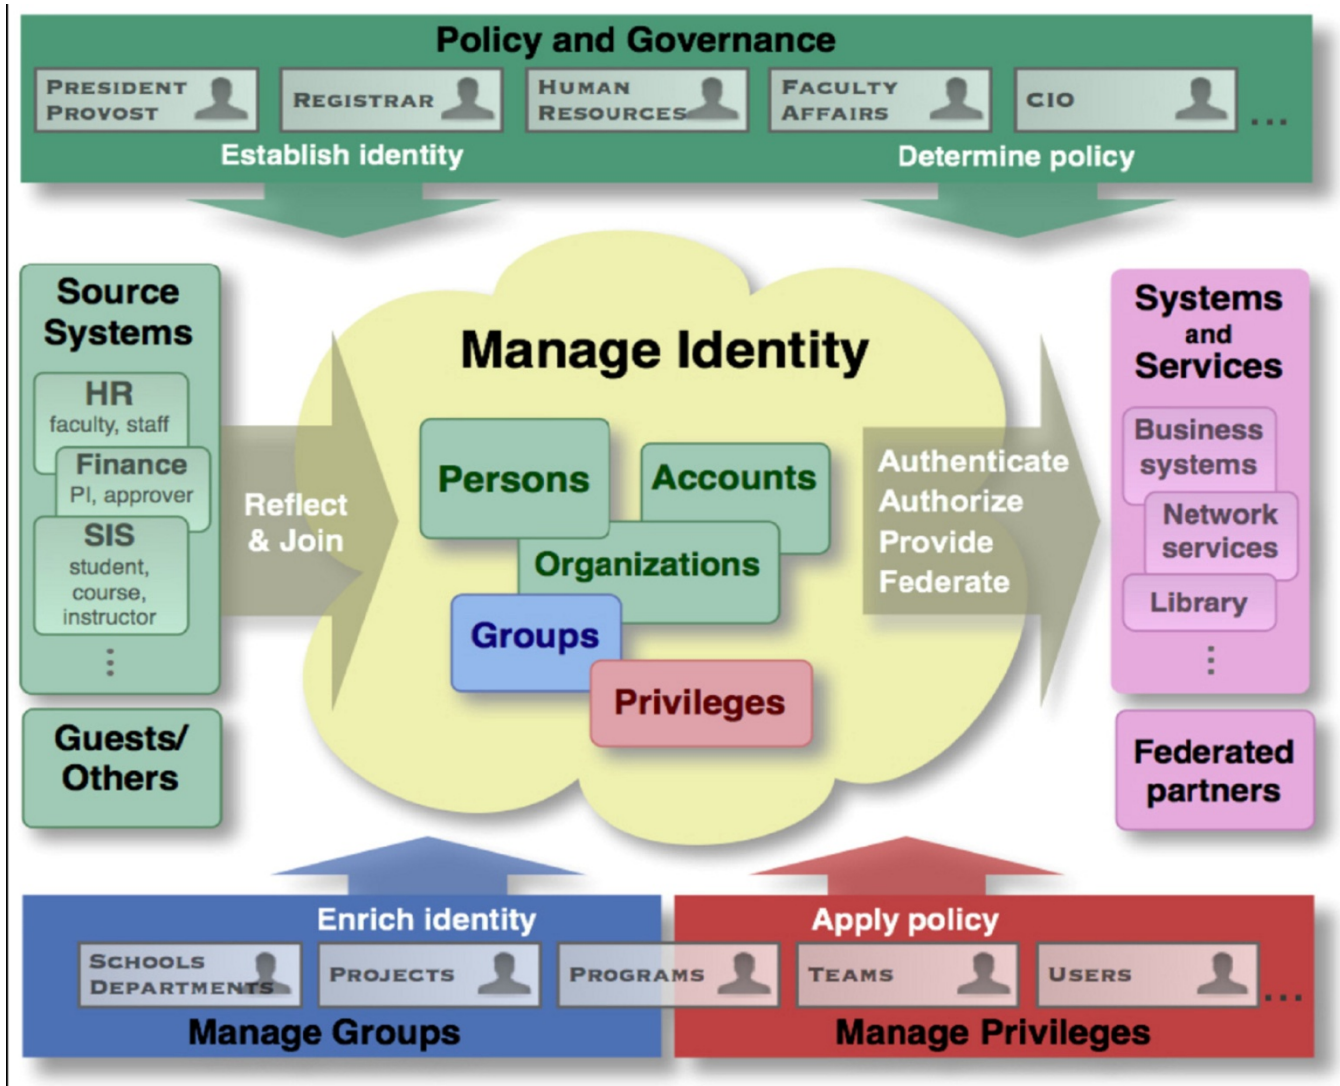 Policy and Governance
PRESIDENT
PROVOST
REGISTRAR
HUMAN
RESOURCES
FACULTY
AFFAIRS
CIO
...
Establish identity
Determine policy
Source
Systems
HR
faculty, staff
Finance
PI, approver
SIS
student,
course,
instructor
⋮
Guests/
Others
Reflect
& Join
Manage Identity
Persons
Accounts
Organizations
Groups
Privileges
Authenticate
Authorize
Provide
Federate
Systems
and
Services
Business
systems
Network
services
Library
⋮
Federated
partners
Enrich identity
Apply policy
SCHOOLS
DEPARTMENTS
PROJECTS
PROGRAMS
TEAMS
USERS
...
Manage Groups
Manage Privileges